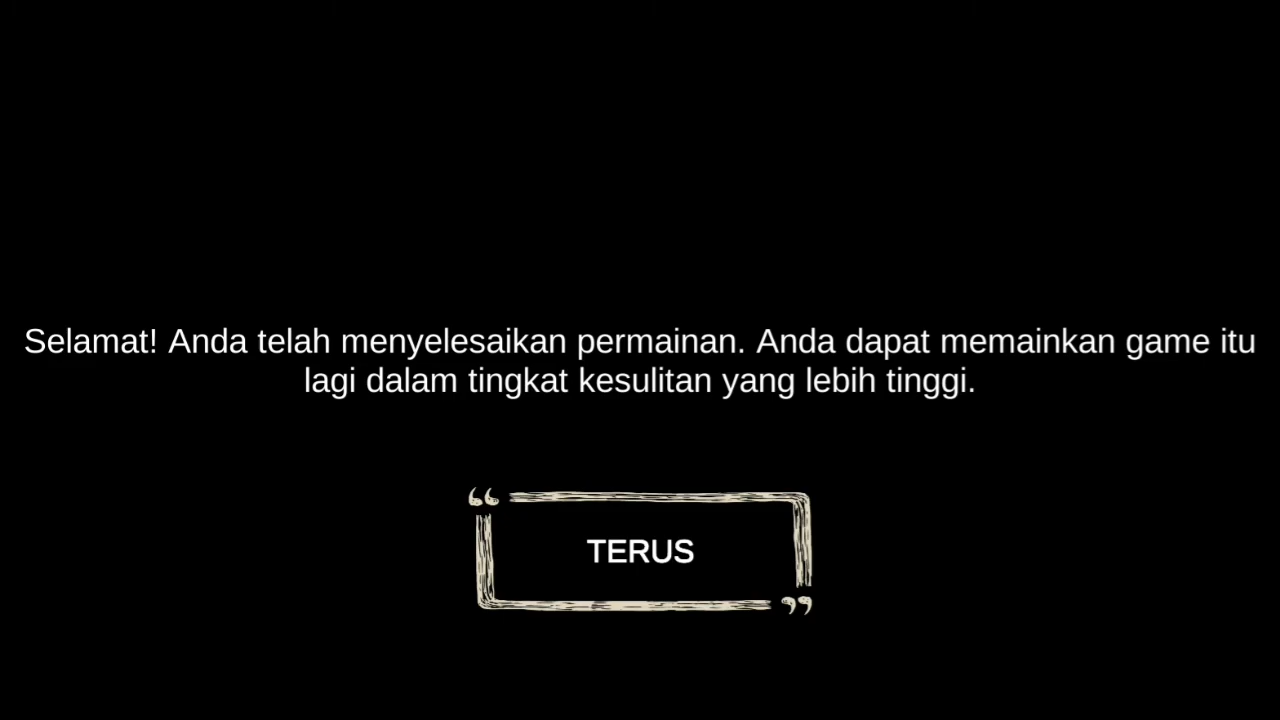 Selamat! Anda telah menyelesaikan permainan. Anda dapat memainkan game itu
lagi dalam tingkat kesulitan yang lebih tinggi.
TERUS